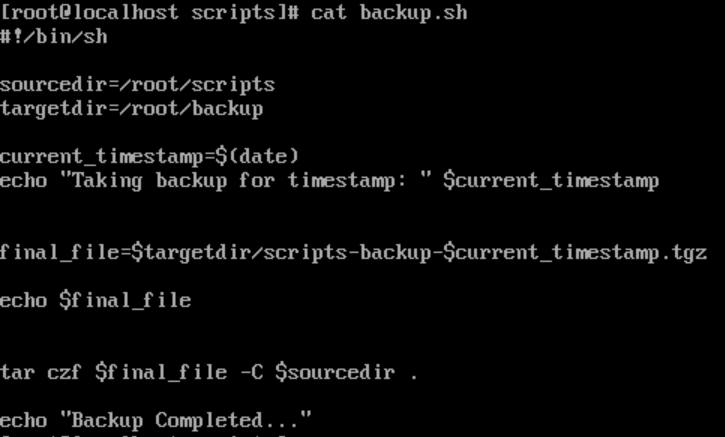 [root@localhost scripts]# cat backup.sh
#!/bin/sh
sourcedir=/root/scripts
targetdir=/root/backup
current_timestamp=$(date)
echo "Taking backup for timestamp: " $current_timestamp
final_file=$targetdir/scripts-backup-$current_timestamp.tgz
echo $final_file
tar czf $final_file -C $sourcedir .
echo "Backup Completed..."